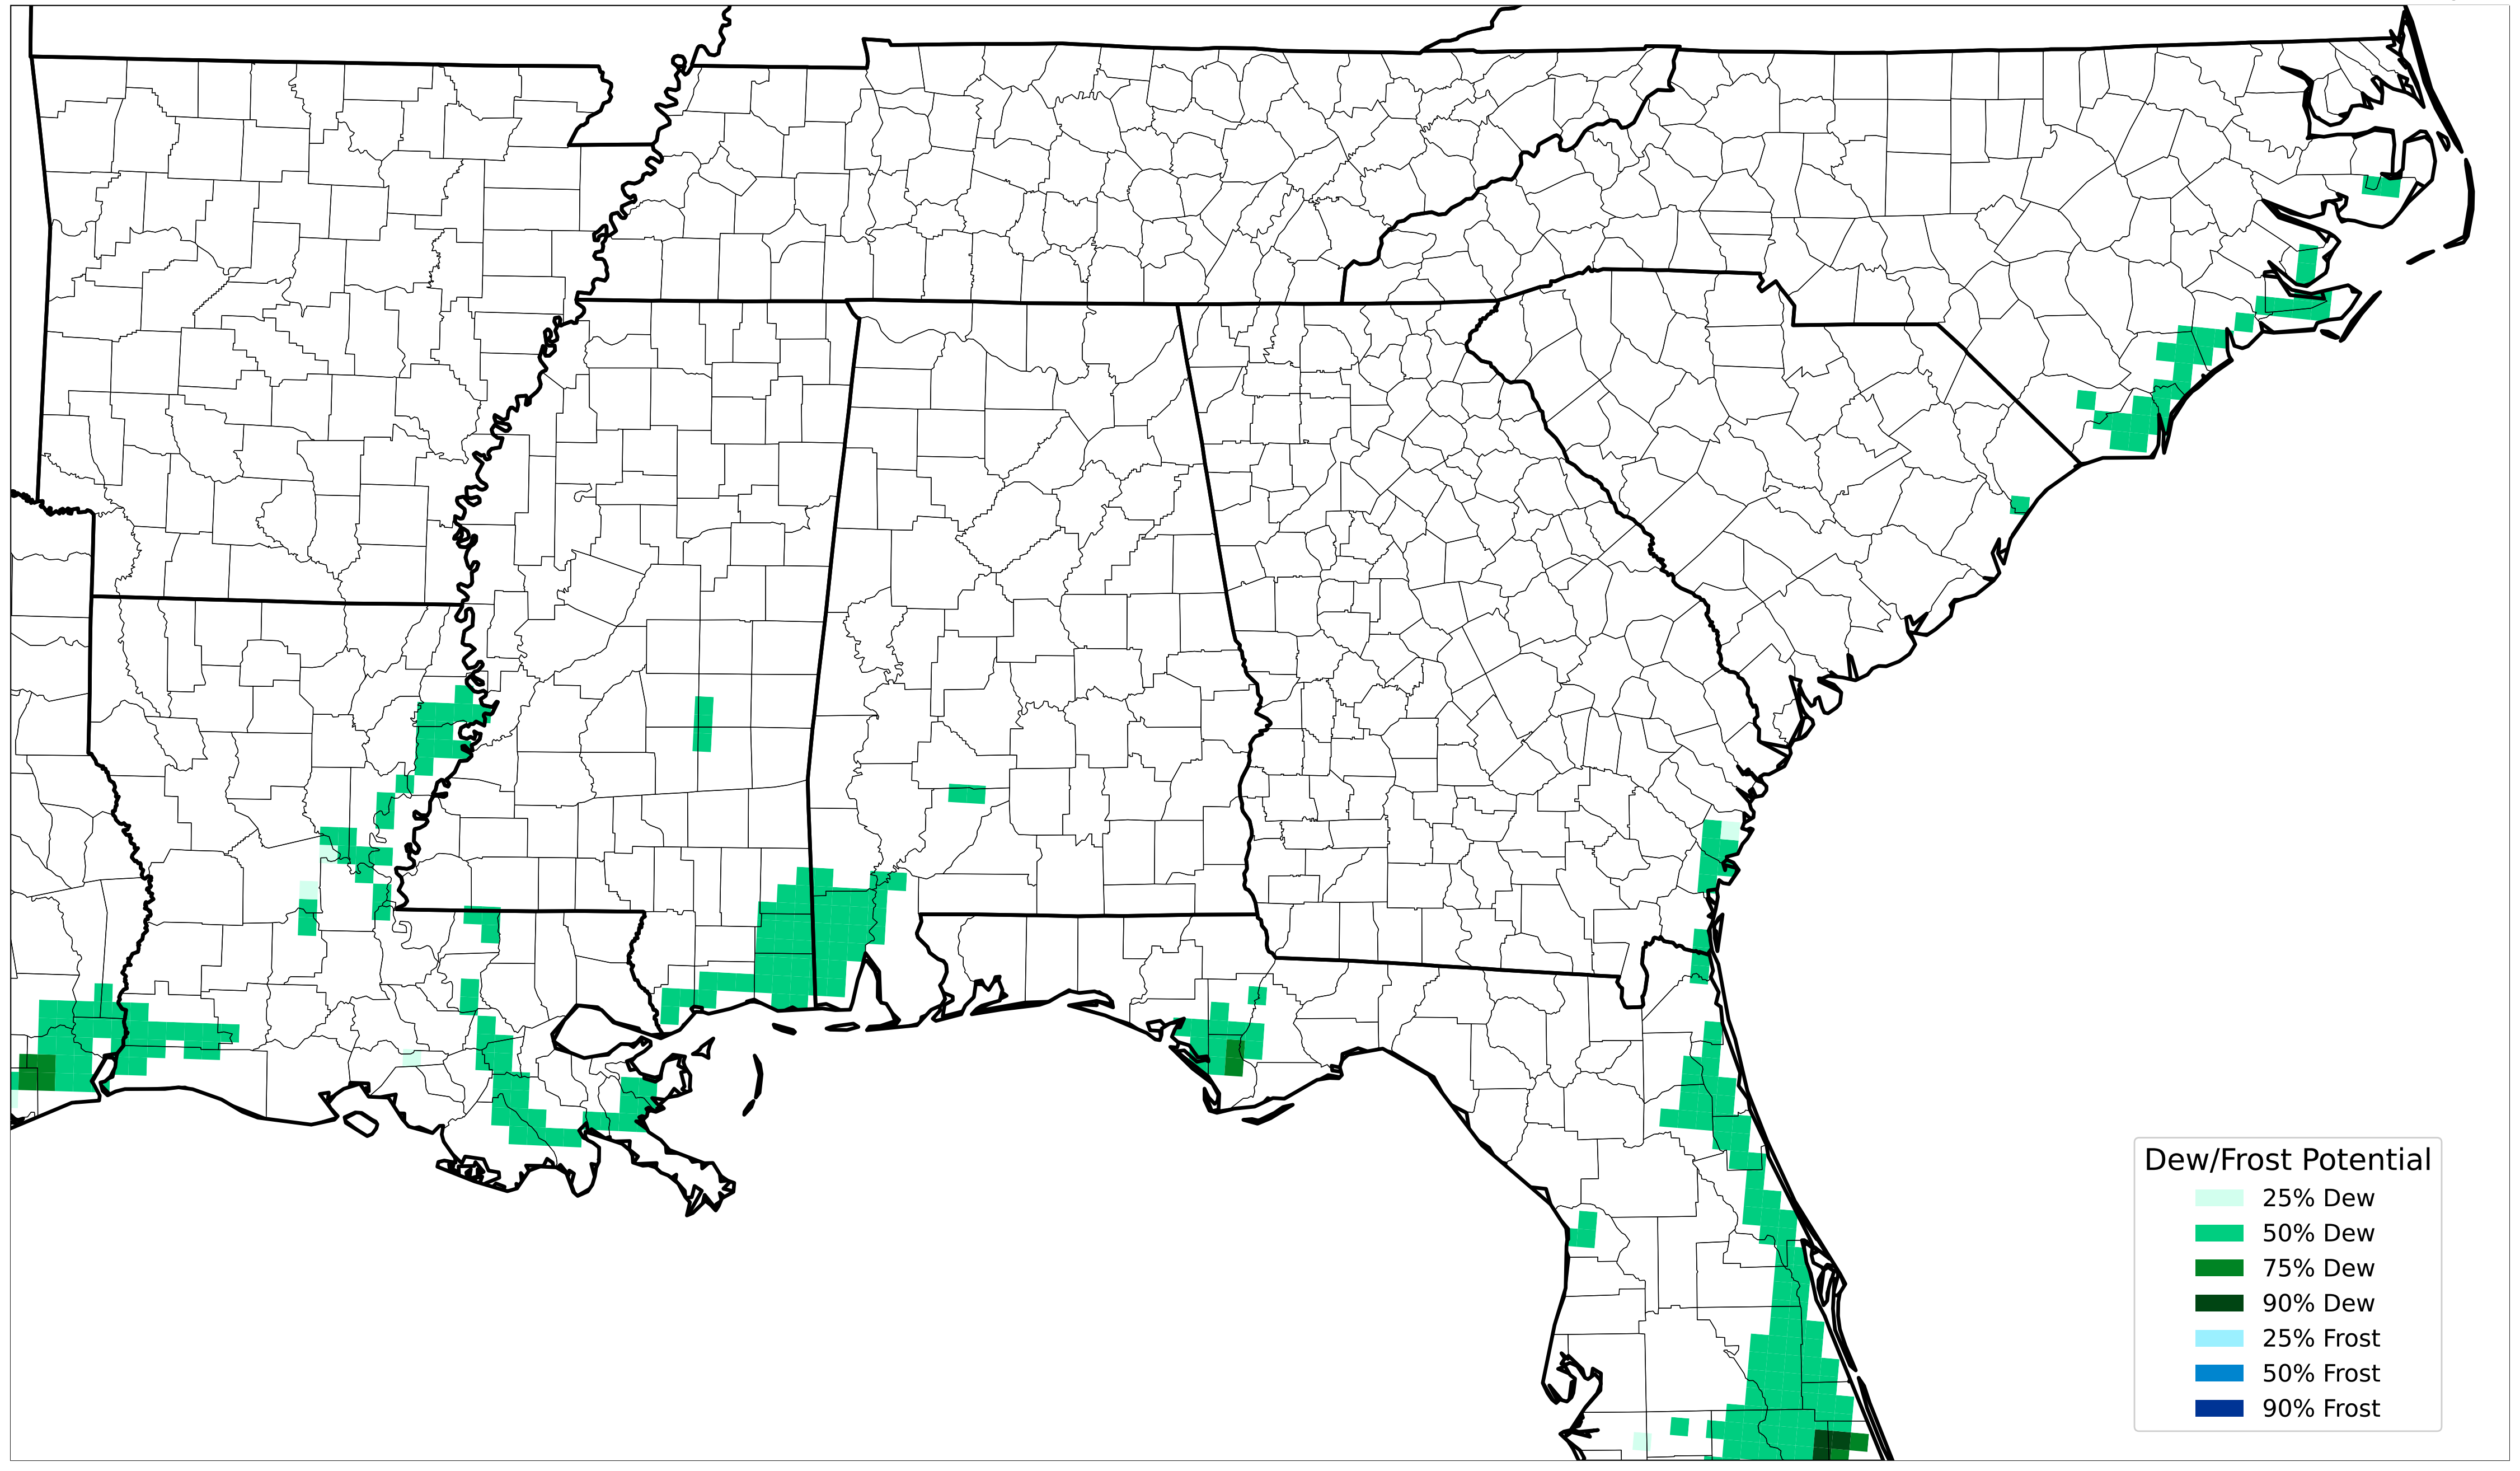 Dew/Frost Potential
25% Dew
50% Dew
75% Dew
90% Dew
25% Frost
50% Frost
90% Frost